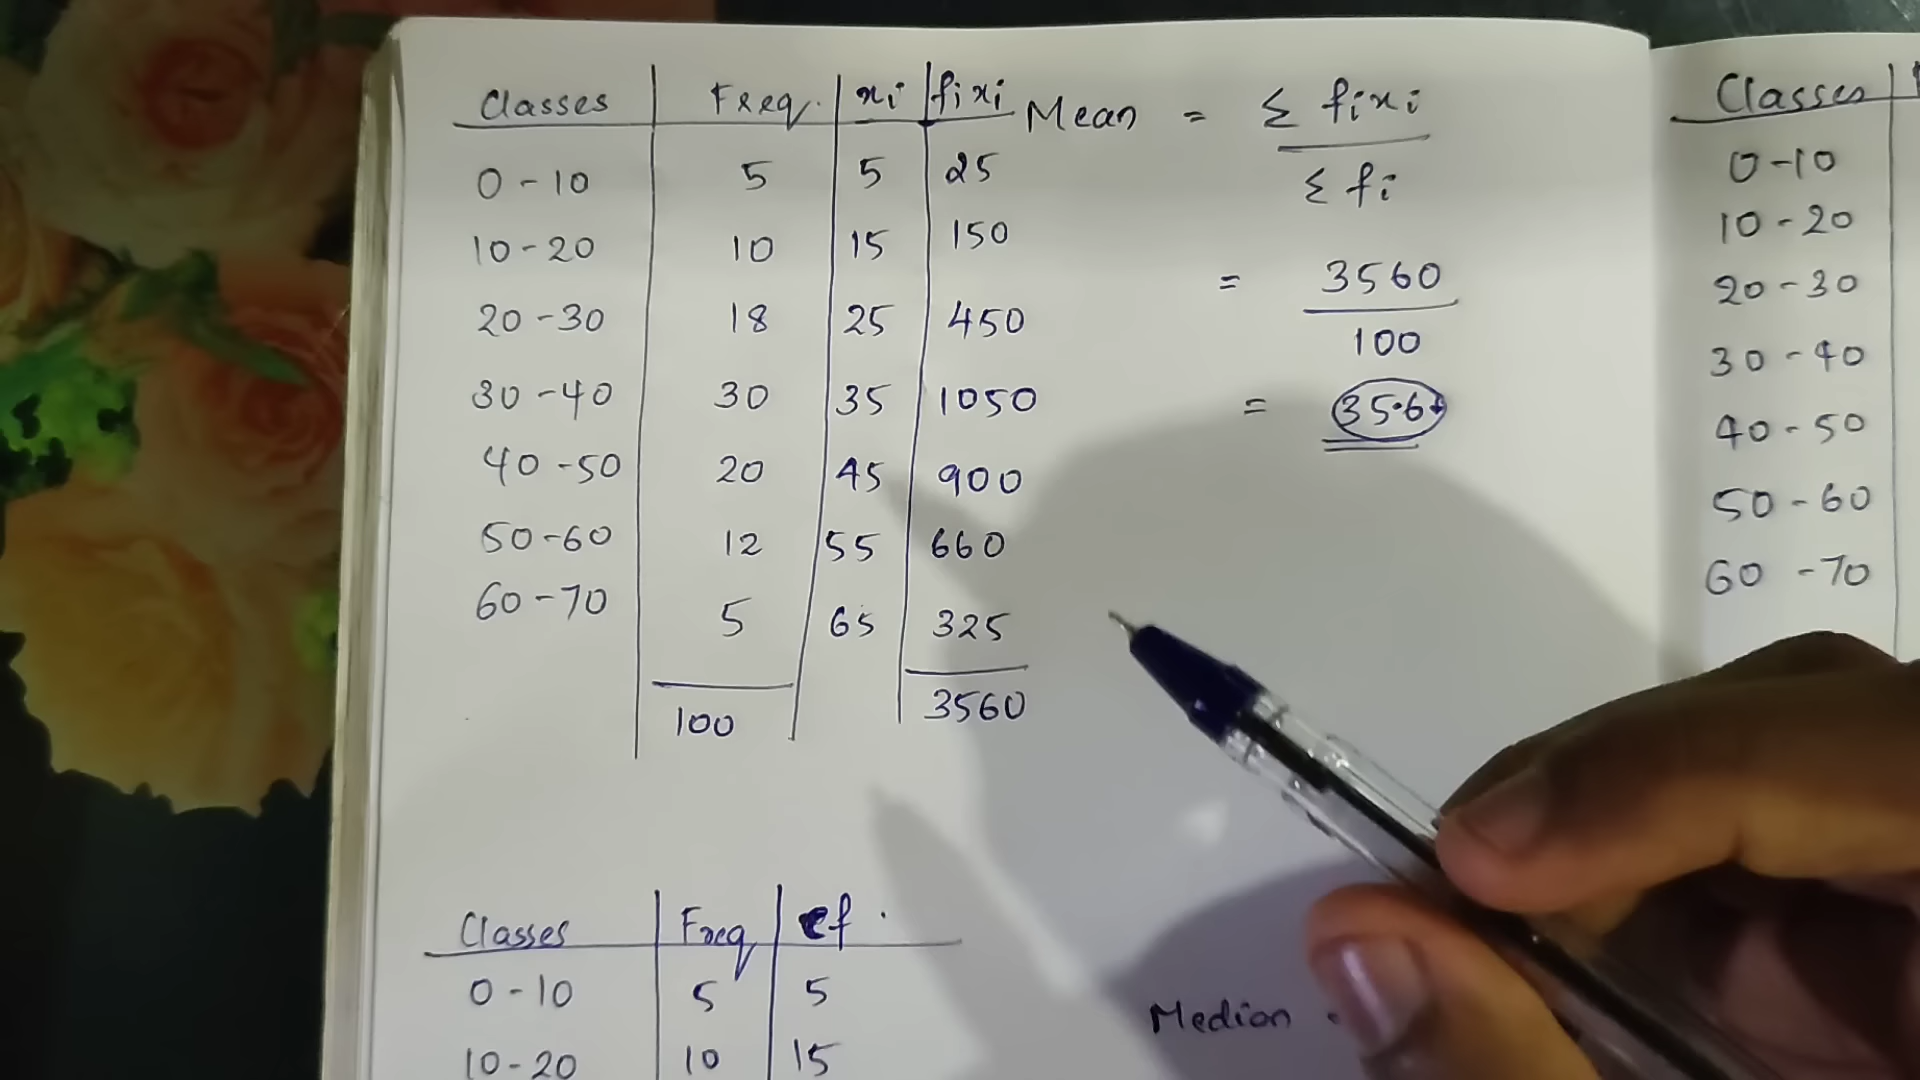 Classes Freq. xi fixi
0-10 5 5 25
10-20 10 15 150
20-30 18 25 450
30-40 30 35 1050
40-50 20 45 900
50-60 12 55 660
60-70 5 65 325
100 3560
Mean = Σ fixi
Σ fi
= 3560
100
= 35.6
Classes Freq cf
0-10 5 5
10-20 10 15
Median
Classes
0-10
10-20
20-30
30-40
40-50
50-60
60-70